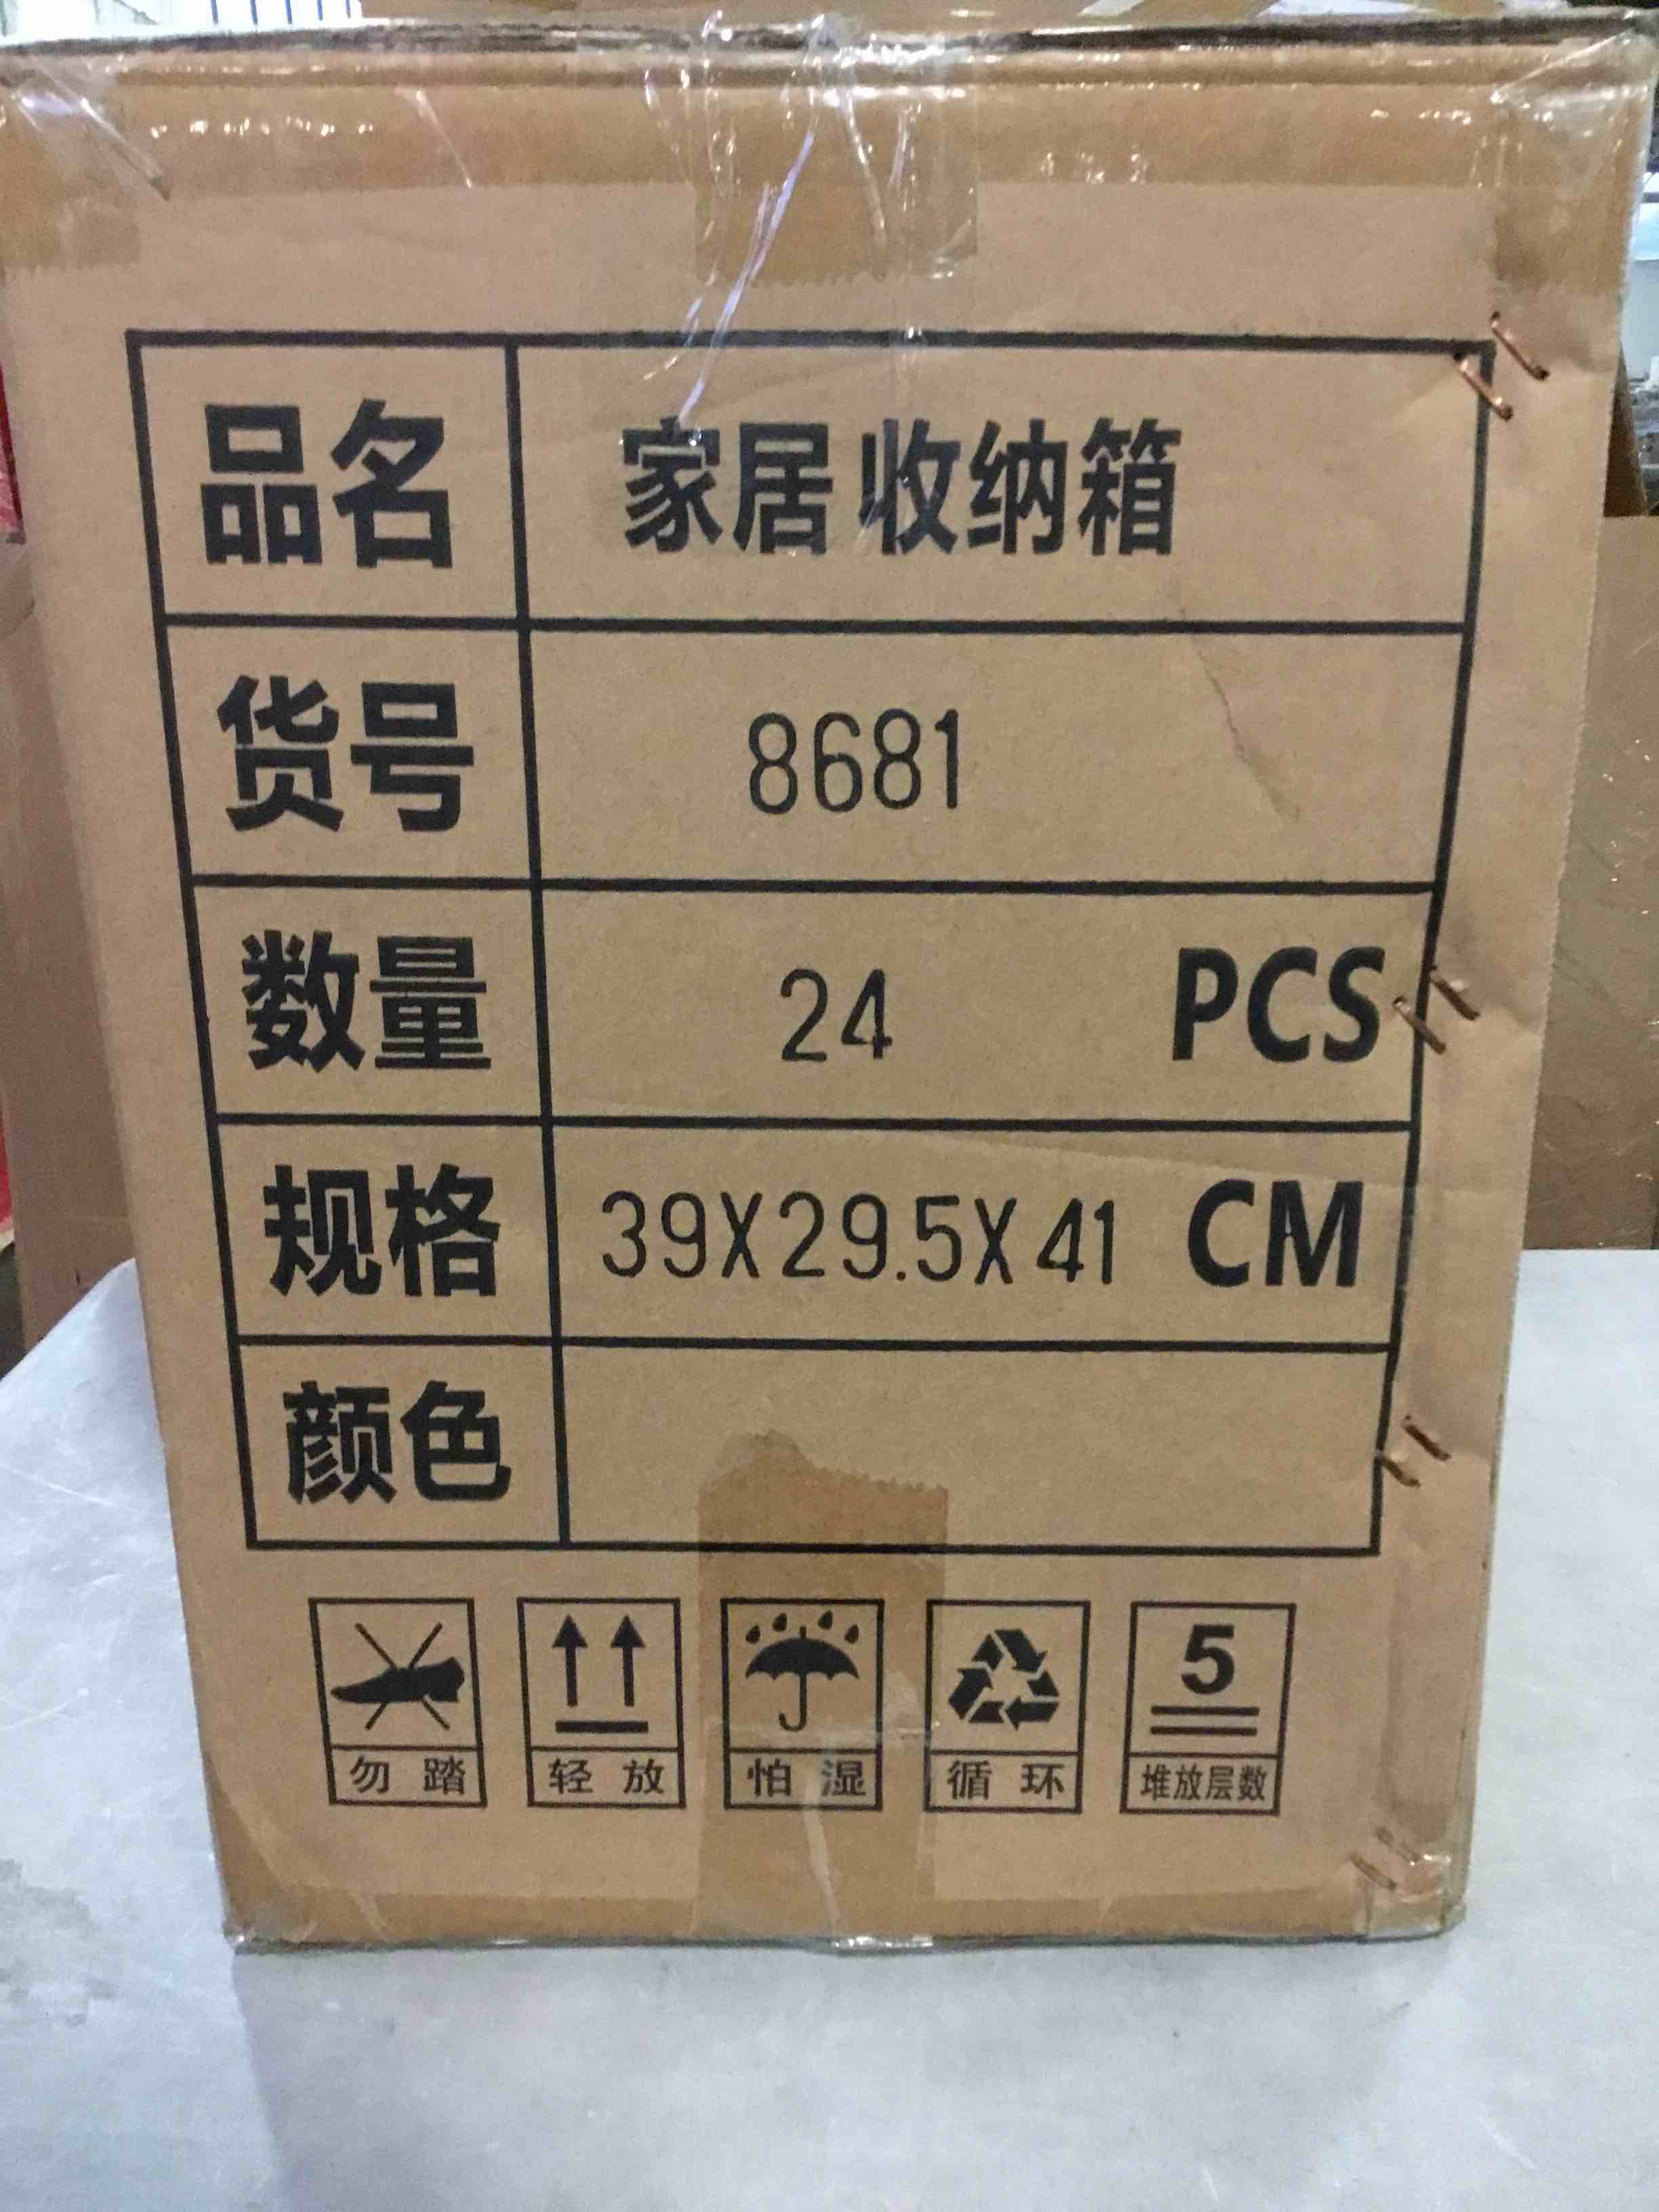 品名 家居收纳箱
货号 8681
数量 24 PCS
规格 39X29.5X41 CM
颜色
5
勿踏 轻放 怕湿 循环 堆放层数